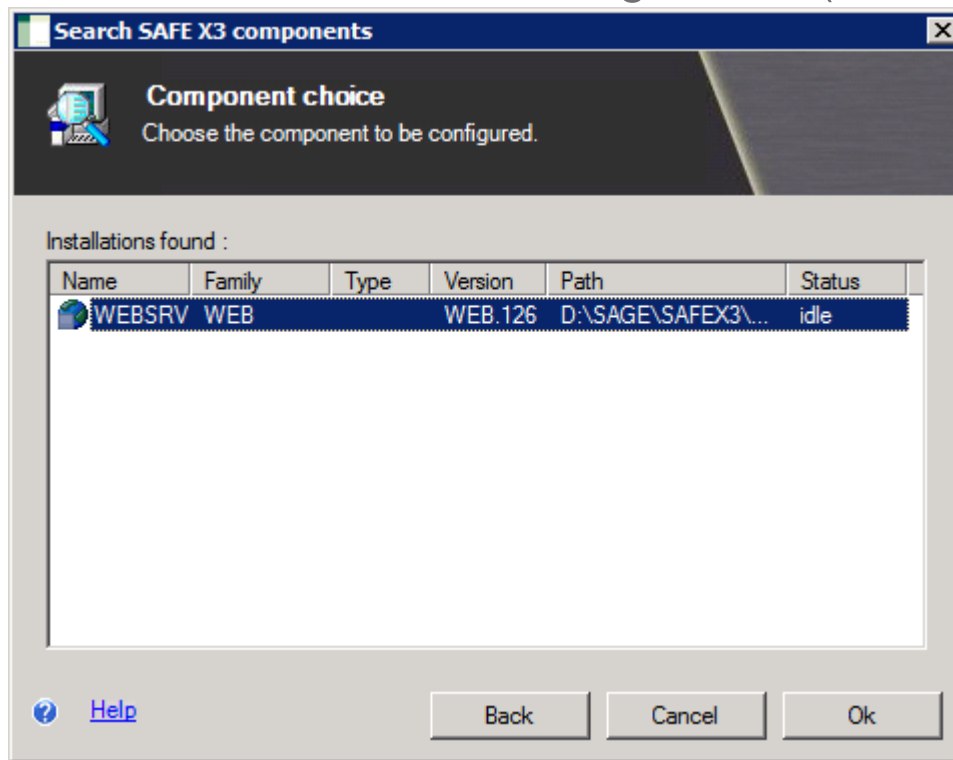 Search SAFE X3 components
Component choice
Choose the component to be configured.
Installations found :
Name Family Type Version Path Status
WEBSRV WEB WEB.126 D:\SAGE\SAFEX3\... idle
Help Back Cancel Ok